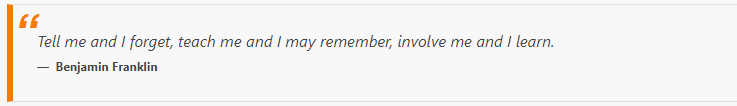 “
Tell me and I forget, teach me and I may remember, involve me and I learn.
— Benjamin Franklin